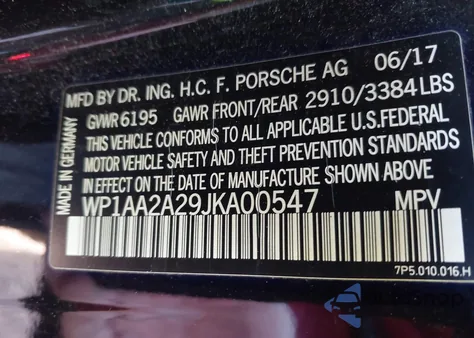 MFD BY DR. ING. H.C. F. PORSCHE AG 06/17
GVWR 6195 GAWR FRONT/REAR 2910/3384 LBS
THIS VEHICLE CONFORMS TO ALL APPLICABLE U.S.FEDERAL
MOTOR VEHICLE SAFETY AND THEFT PREVENTION STANDARDS
IN EFFECT ON THE DATE OF MANUFACTURE SHOWN ABOVE
WP1AA2A29JKA00547 MPV
MADE IN GERMANY
7P5.010.016.H